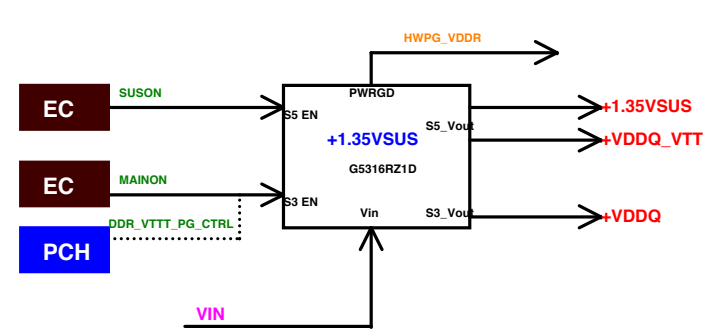 HWPG_VDDR
SUSON
EC
PWRGD
S5 EN
+1.35VSUS
S5_Vout
+1.35VSUS
+VDDQ_VTT
G5316RZ1D
EC
MAINON
S3 EN
Vin
S3_Vout
+VDDQ
DDR_VTTT_PG_CTRL
PCH
VIN